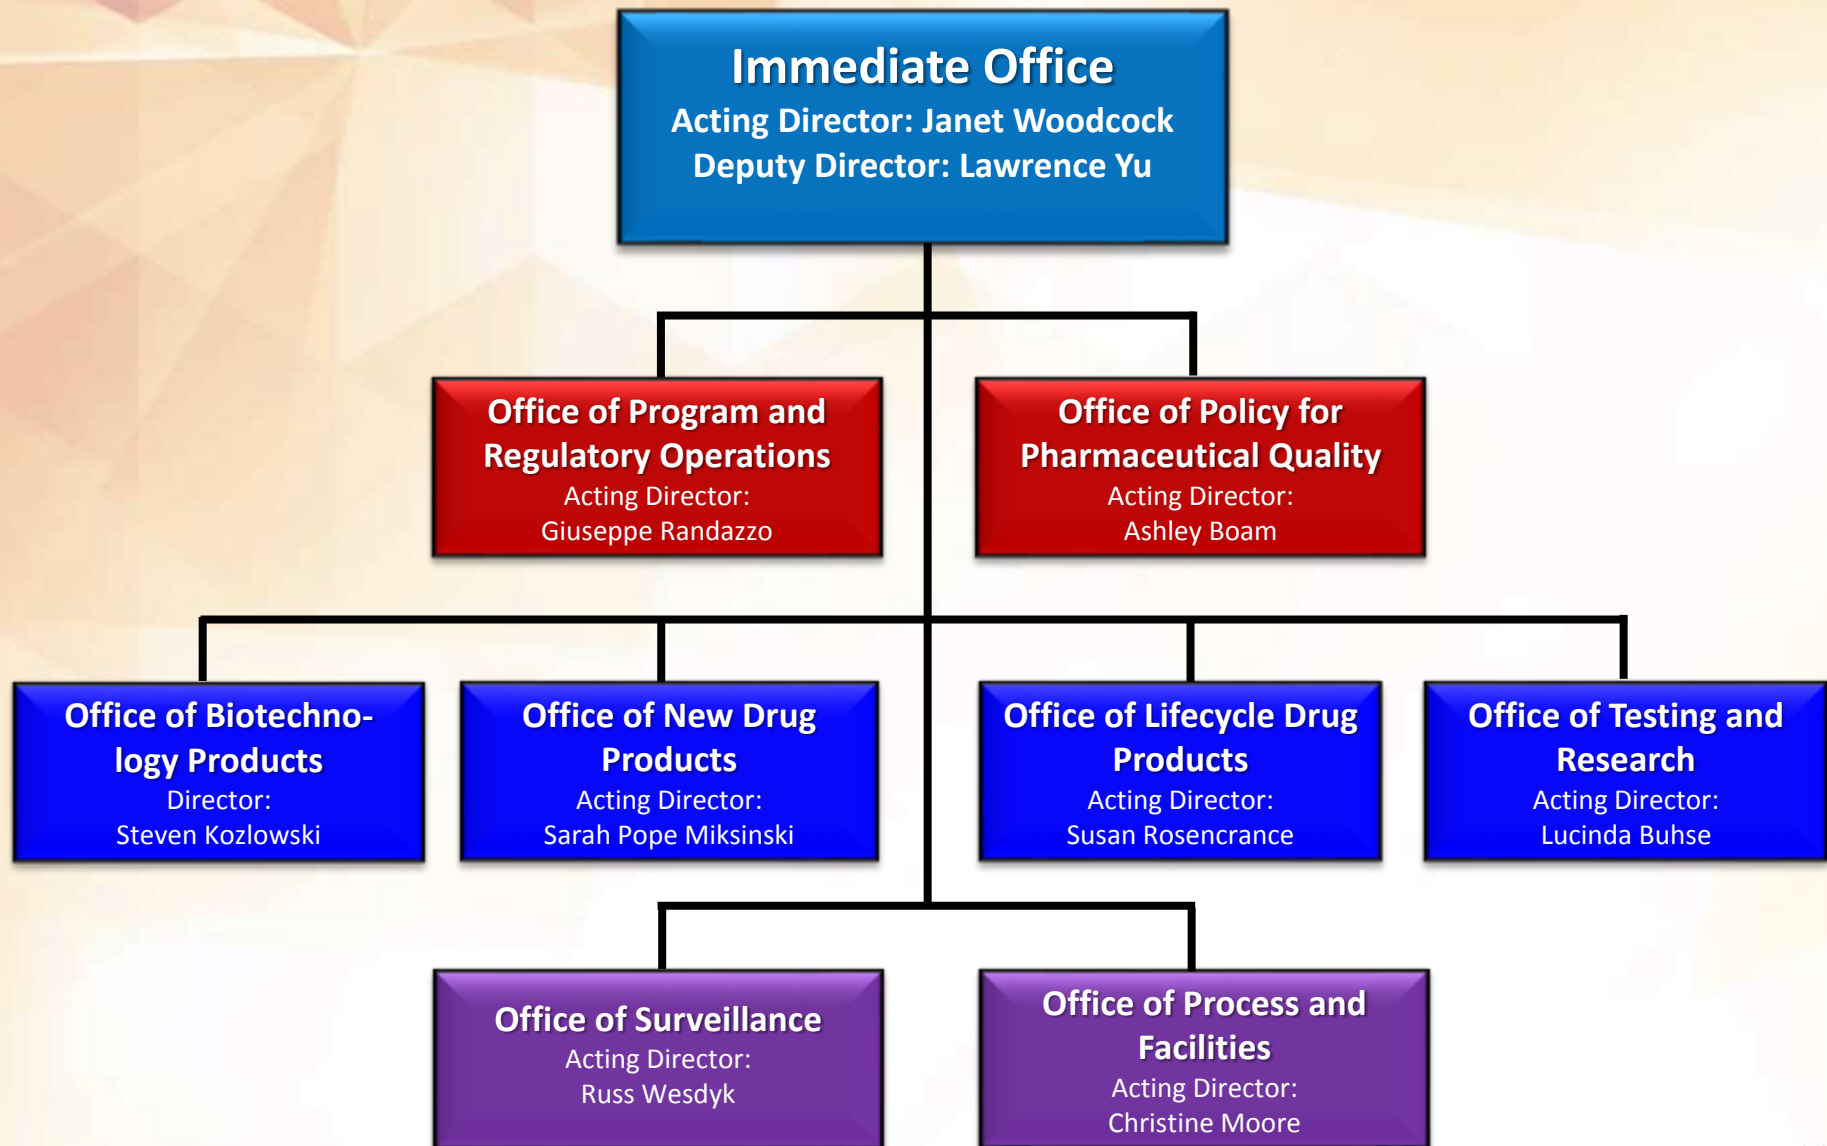 Immediate Office
Acting Director: Janet Woodcock
Deputy Director: Lawrence Yu
Office of Program and
Regulatory Operations
Acting Director:
Giuseppe Randazzo
Office of Policy for
Pharmaceutical Quality
Acting Director:
Ashley Boam
Office of Biotechno-
logy Products
Director:
Steven Kozlowski
Office of New Drug
Products
Acting Director:
Sarah Pope Miksinski
Office of Lifecycle Drug
Products
Acting Director:
Susan Rosencrance
Office of Testing and
Research
Acting Director:
Lucinda Buhse
Office of Surveillance
Acting Director:
Russ Wesdyk
Office of Process and
Facilities
Acting Director:
Christine Moore